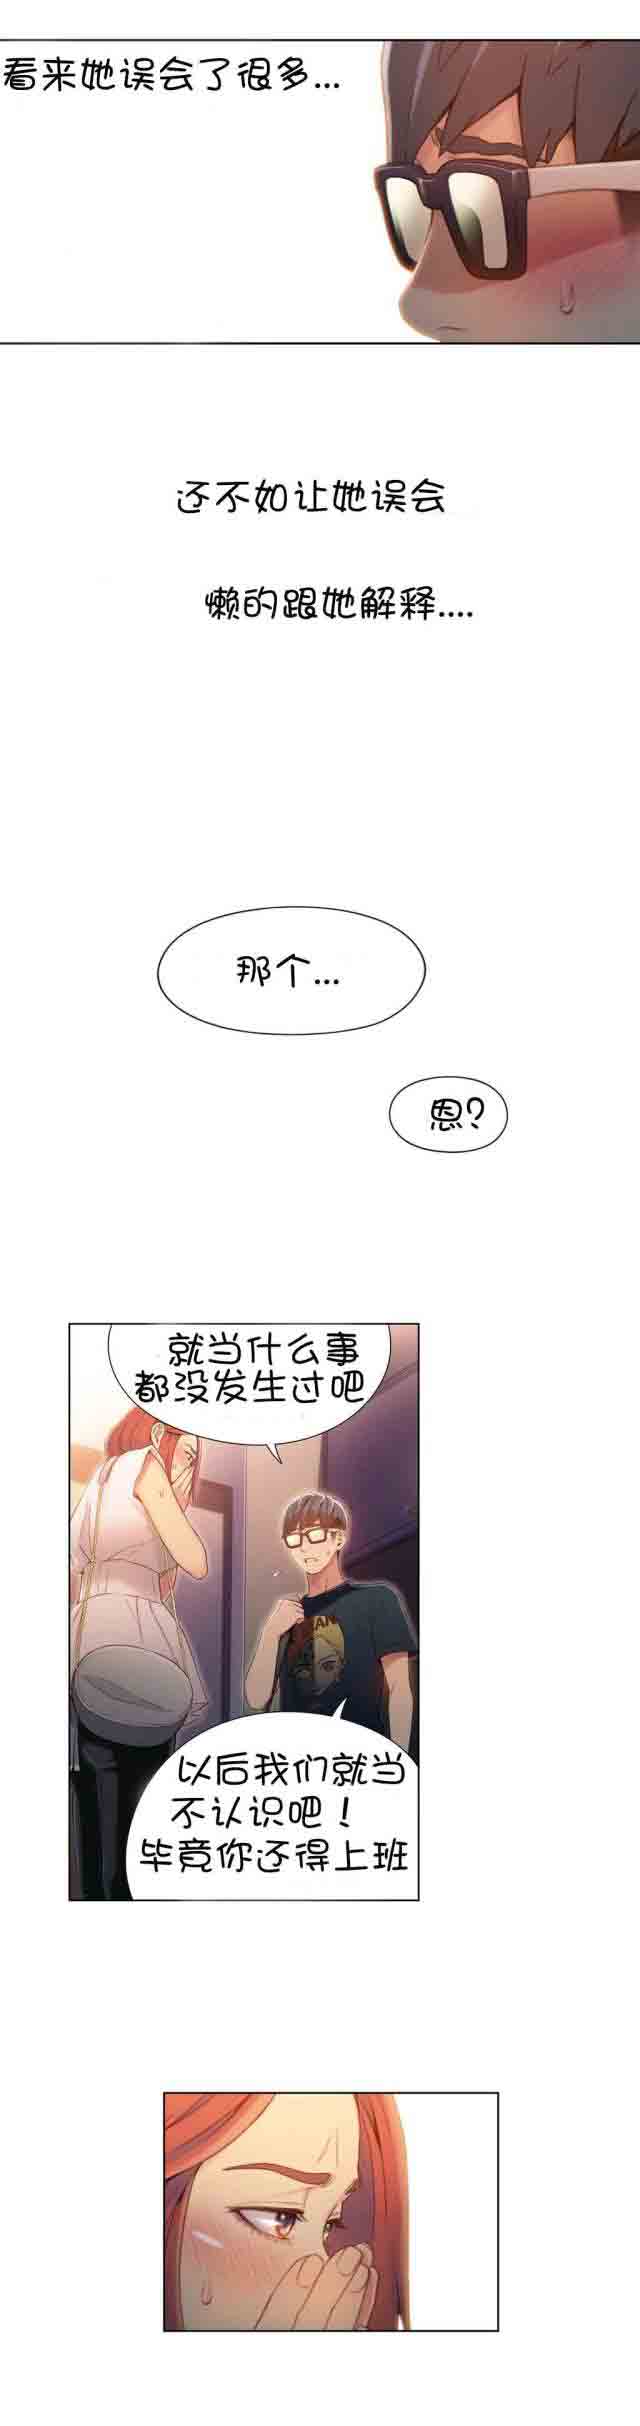 看来她误会了很多...
还不如让她误会
懒的跟她解释....
那个...
恩?
就当什么事
都没发生过吧
EAN
以后我们就当
不认识吧！
毕竟你还得上班